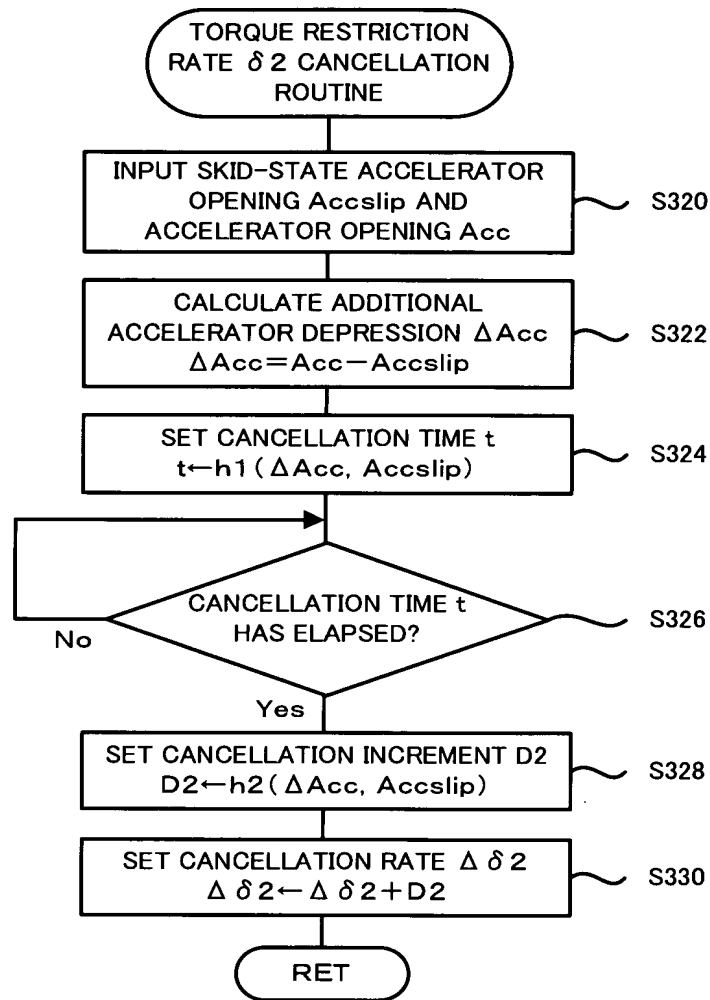 TORQUE RESTRICTION
RATE δ2 CANCELLATION
ROUTINE
INPUT SKID-STATE ACCELERATOR
OPENING Accslip AND
ACCELERATOR OPENING Acc
S320
CALCULATE ADDITIONAL
ACCELERATOR DEPRESSION ΔAcc
ΔAcc=Acc-Accslip
S322
SET CANCELLATION TIME t
t←h1(ΔAcc, Accslip)
S324
CANCELLATION TIME t
HAS ELAPSED?
S326
No
Yes
SET CANCELLATION INCREMENT D2
D2←h2(ΔAcc, Accslip)
S328
SET CANCELLATION RATE Δδ2
Δδ2←Δδ2+D2
S330
RET